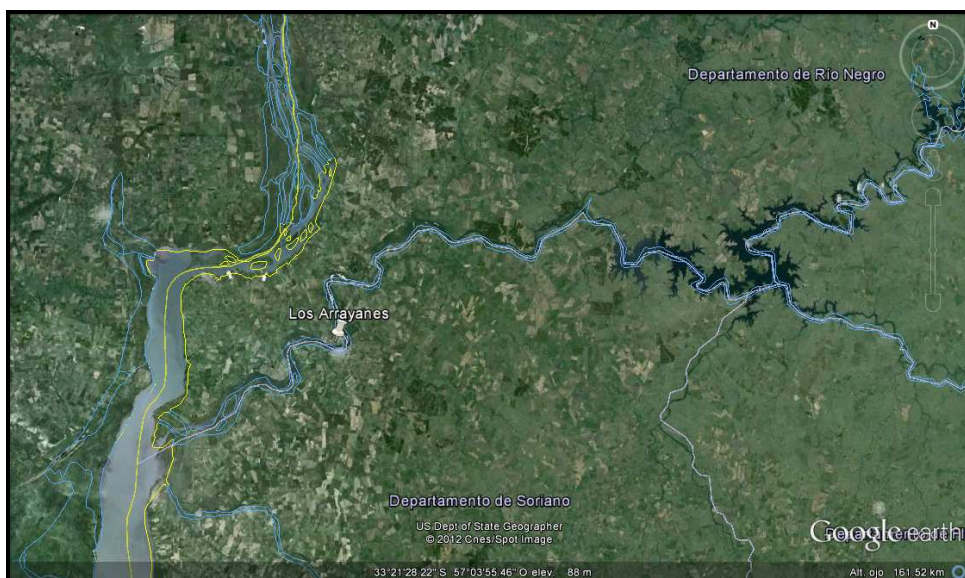 N
Departamento de Río Negro
Los Arrayanes
Departamento de Soriano
US Dept of State Geographer
© 2012 Cnes/Spot Image
Google earth
33°21'28.22" S 57°03'55.46" O elev. 88 m
Alt. ojo 161.52 km